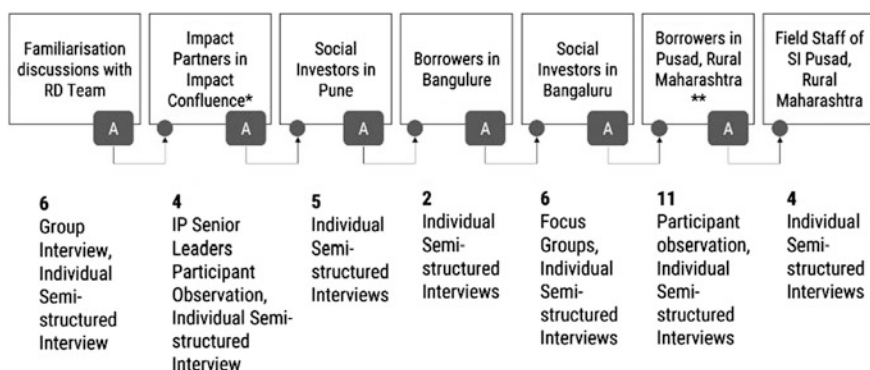 Familiarisation
discussions with
RD Team
A
Impact
Partners in
Impact
Confluence*
A
Social
Investors in
Pune
A
Borrowers in
Bangulure
A
Social
Investors in
Bangaluru
A
Borrowers in
Pusad, Rural
Maharashtra
**
A
Field Staff of
SI Pusad,
Rural
Maharashtra
6
Group
Interview,
Individual
Semi-
structured
Interview
4
IP Senior
Leaders
Participant
Observation,
Individual Semi-
structured
Interview
5
Individual
Semi-
structured
Interviews
2
Individual
Semi-
structured
Interviews
6
Focus
Groups,
Individual
Semi-
structured
Interviews
11
Participant
observation,
Individual
Semi-
structured
Interviews
4
Individual
Semi-
structured
Interviews